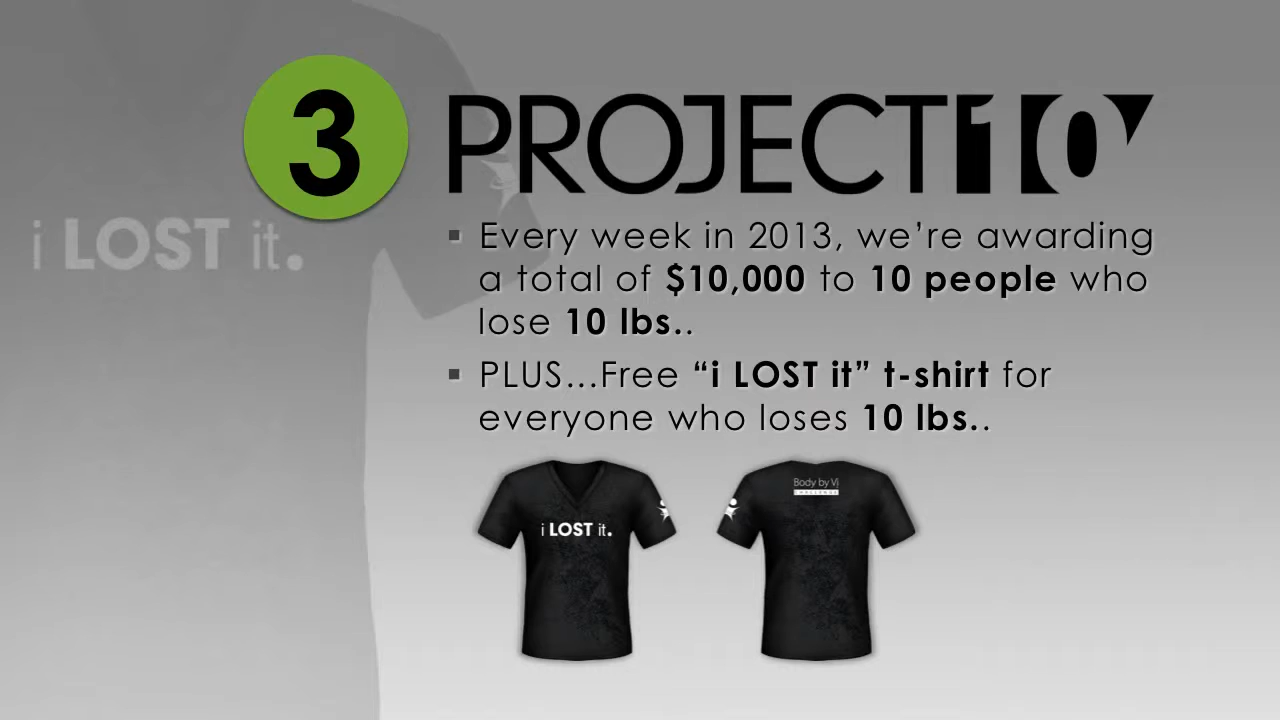 3
PROJECT10
i LOST it.
▪ Every week in 2013, we’re awarding
a total of $10,000 to 10 people who
lose 10 lbs..
▪ PLUS...Free “i LOST it” t-shirt for
everyone who loses 10 lbs..
i LOST it.
Body by Vi
CHALLENGE